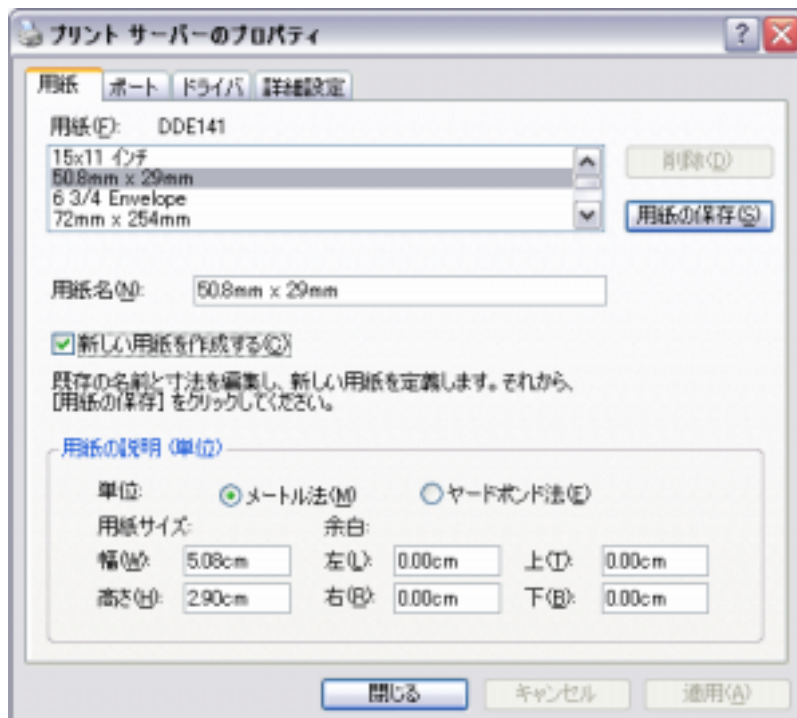 プリント サーバーのプロパティ
用紙 ポート ドライバ 詳細設定
用紙(F): DDE141
15x11 インチ
50.8mm x 29mm
6 3/4 Envelope
72mm x 254mm
削除(D)
用紙の保存(S)
用紙名(N): 50.8mm x 29mm
新しい用紙を作成する(C)
既存の名前と寸法を編集し、新しい用紙を定義します。それから、
[用紙の保存] をクリックしてください。
用紙の説明 (単位)
単位: メートル法(M) ヤードポンド法(E)
用紙サイズ: 余白:
幅(W): 5.08cm 左(L): 0.00cm 上(T): 0.00cm
高さ(H): 2.90cm 右(R): 0.00cm 下(B): 0.00cm
閉じる キャンセル 適用(A)